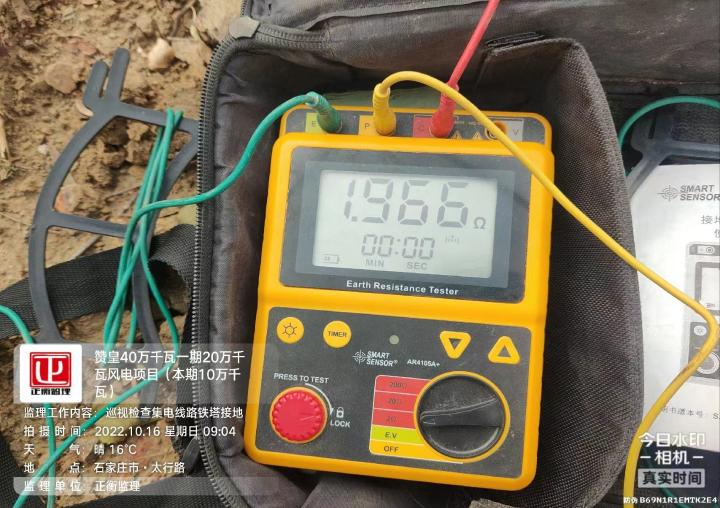 E
P
C
V
1.966 Ω
00:00
MIN SEC
Earth Resistance Tester
TIMER
SMART
SENSOR®
AR4105A+
PRESS TO TEST
LOCK
200Ω
20Ω
2Ω
E.V
OFF
SMART
SENSOR
赞皇40万千瓦一期20万千
瓦风电项目（本期10万千
瓦）
正衡监理
监理工作内容：巡视检查集电线路铁塔接地
拍摄时间：2022.10.16 星期日 09:04
天气：晴 16℃
地点：石家庄市·太行路
监理单位：正衡监理
今日水印
相机
真实时间
防伪 B69N1R1EMTK2E4